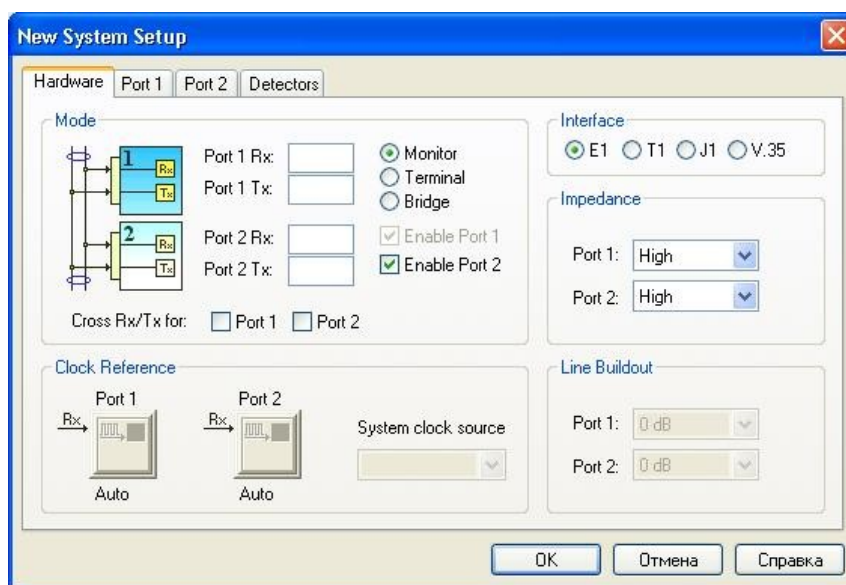 New System Setup
Hardware Port 1 Port 2 Detectors
Mode
1
Rx
Tx
2
Rx
Tx
Port 1 Rx:
Port 1 Tx:
Port 2 Rx:
Port 2 Tx:
Monitor
Terminal
Bridge
Enable Port 1
Enable Port 2
Cross Rx/Tx for: Port 1 Port 2
Interface
E1 T1 J1 V.35
Impedance
Port 1: High
Port 2: High
Clock Reference
Port 1
Rx
Auto
Port 2
Rx
Auto
System clock source
Line Buildout
Port 1: 0 dB
Port 2: 0 dB
OK Отмена Справка